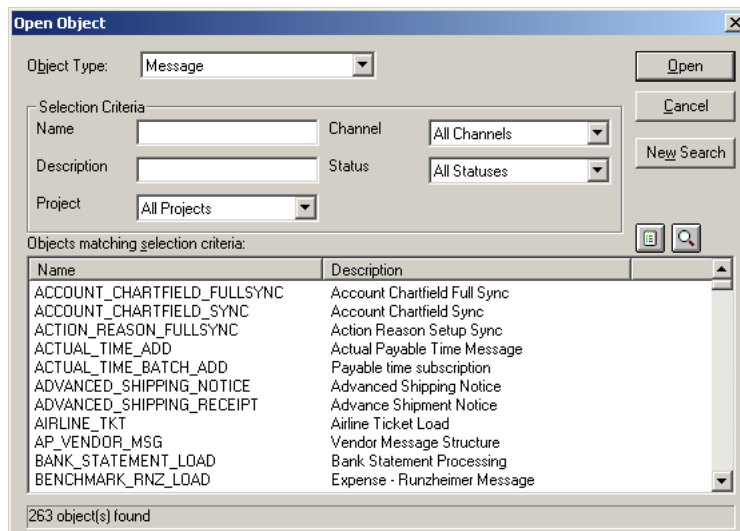 Open Object
Object Type: Message Open
Selection Criteria Cancel
Name Channel All Channels
New Search
Description Status All Statuses
Project All Projects
Objects matching selection criteria:
Name Description
ACCOUNT_CHARTFIELD_FULLSYNC Account Chartfield Full Sync
ACCOUNT_CHARTFIELD_SYNC Account Chartfield Sync
ACTION_REASON_FULLSYNC Action Reason Setup Sync
ACTUAL_TIME_ADD Actual Payable Time Message
ACTUAL_TIME_BATCH_ADD Payable time subscription
ADVANCED_SHIPPING_NOTICE Advanced Shipping Notice
ADVANCED_SHIPPING_RECEIPT Advance Shipment Notice
AIRLINE_TKT Airline Ticket Load
AP_VENDOR_MSG Vendor Message Structure
BANK_STATEMENT_LOAD Bank Statement Processing
BENCHMARK_RNZ_LOAD Expense - Runzheimer Message
263 object(s) found